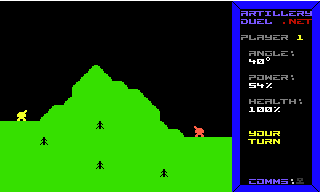 ARTILLERY
DUEL .NET
PLAYER 1
ANGLE:
40°
POWER:
54%
HEALTH:
100%
YOUR
TURN
COMMS: